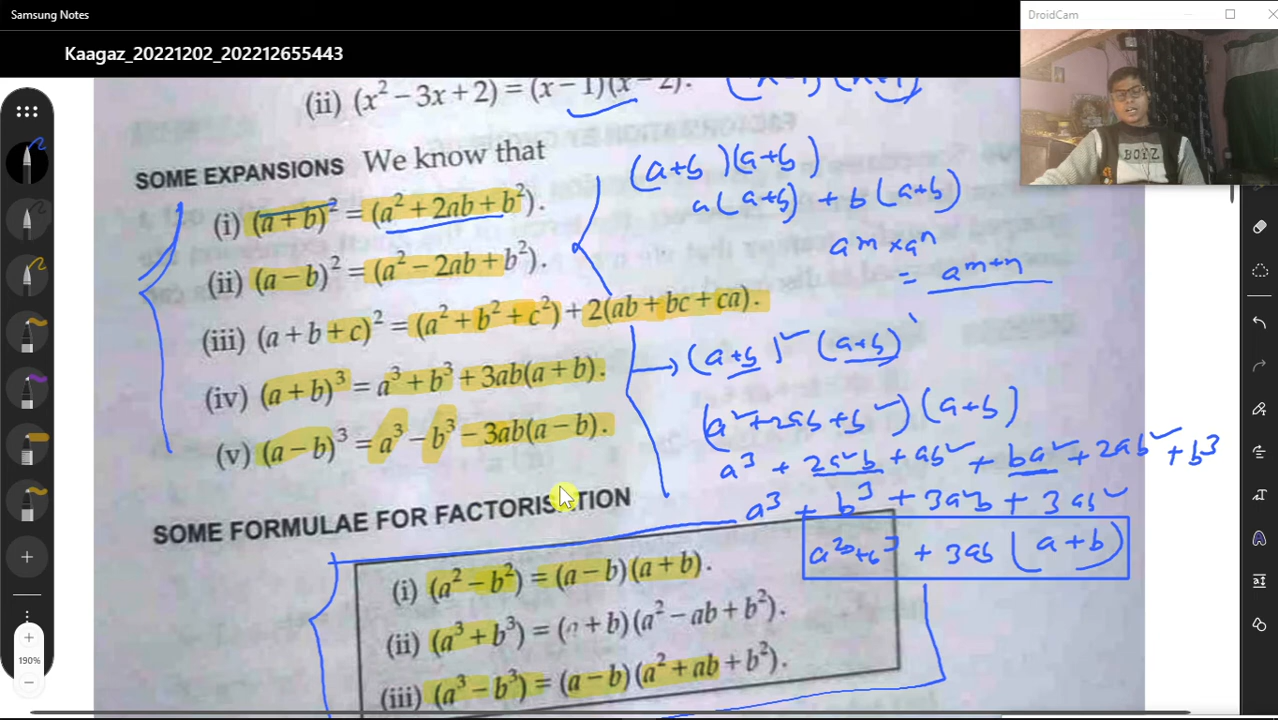 Samsung Notes
DroidCam
Kaagaz_20221202_202212655443
BOYZ
(ii) (x² − 3x + 2) = (x − 1)(x − 2).
SOME EXPANSIONS We know that
(i) (a + b)² = (a² + 2ab + b²).
(ii) (a − b)² = (a² − 2ab + b²).
(iii) (a + b + c)² = (a² + b² + c²) + 2(ab + bc + ca).
(iv) (a + b)³ = a³ + b³ + 3ab(a + b).
(v) (a − b)³ = a³ − b³ − 3ab(a − b).
(a+b)(a+b)
a(a+b) + b(a+b)
aᵐ × aⁿ
= aᵐ⁺ⁿ
→ (a+b)² (a+b)¹
(a²+2ab+b²)(a+b)
a³ + 2a²b + ab² + ba² + 2ab² + b³
a³ + b³ + 3a²b + 3ab²
+ 3ab (a+b)
SOME FORMULAE FOR FACTORISATION
(i) (a² − b²) = (a − b)(a + b).
(ii) (a³ + b³) = (a + b)(a² − ab + b²).
(iii) (a³ − b³) = (a − b)(a² + ab + b²).
190%